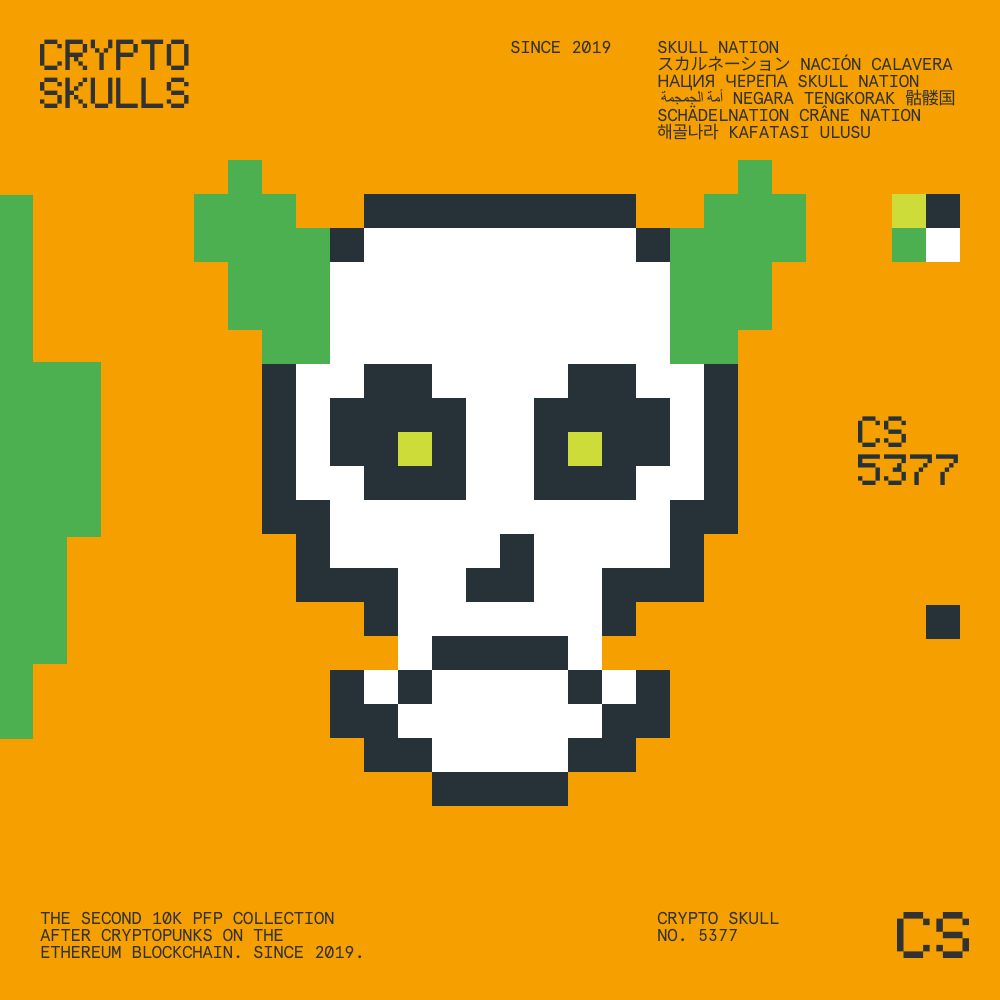 CRYPTO
SKULLS
SINCE 2019
SKULL NATION
スカルネーション NACIÓN CALAVERA
НАЦИЯ ЧЕРЕПА SKULL NATION
أمة الجمجمة NEGARA TENGKORAK 骷髅国
SCHÄDELNATION CRÂNE NATION
해골나라 KAFATASI ULUSU
CS
5377
THE SECOND 10K PFP COLLECTION
AFTER CRYPTOPUNKS ON THE
ETHEREUM BLOCKCHAIN. SINCE 2019.
CRYPTO SKULL
NO. 5377
CS